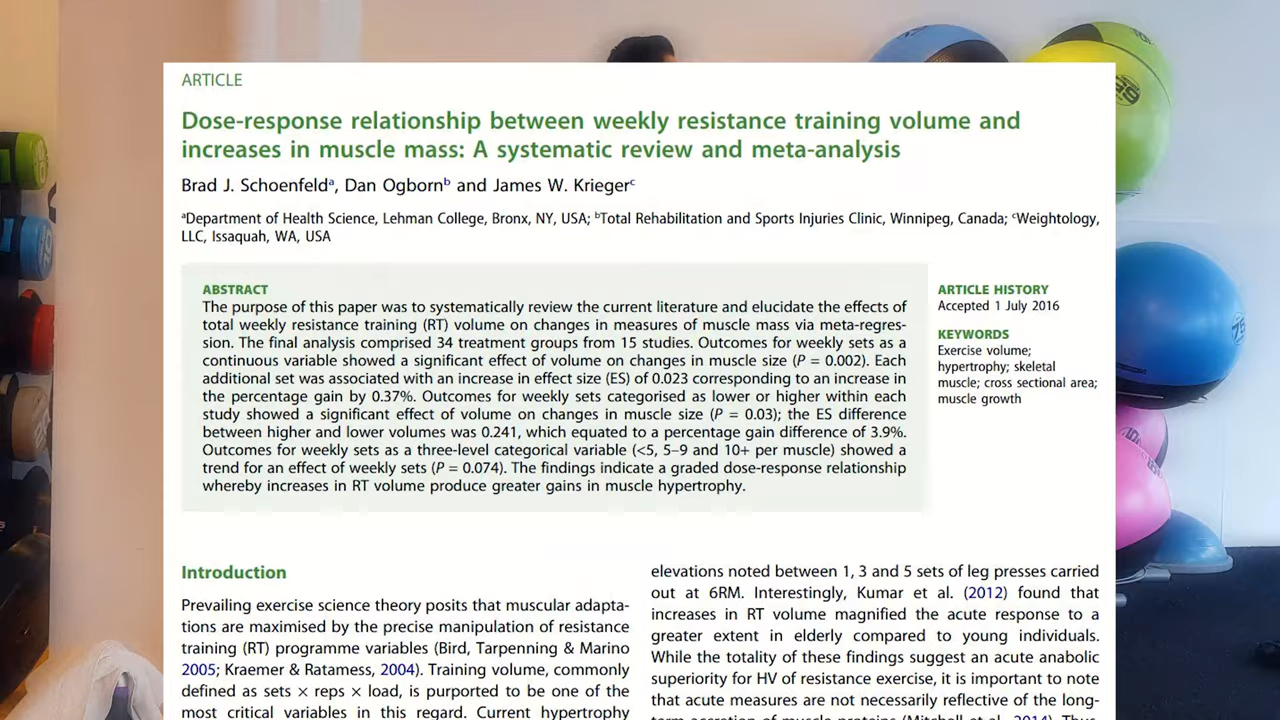 ARTICLE
Dose-response relationship between weekly resistance training volume and
increases in muscle mass: A systematic review and meta-analysis
Brad J. Schoenfeldᵃ, Dan Ogbornᵇ and James W. Kriegerᶜ
ᵃDepartment of Health Science, Lehman College, Bronx, NY, USA; ᵇTotal Rehabilitation and Sports Injuries Clinic, Winnipeg, Canada; ᶜWeightology,
LLC, Issaquah, WA, USA
ABSTRACT
The purpose of this paper was to systematically review the current literature and elucidate the effects of
total weekly resistance training (RT) volume on changes in measures of muscle mass via meta-regres-
sion. The final analysis comprised 34 treatment groups from 15 studies. Outcomes for weekly sets as a
continuous variable showed a significant effect of volume on changes in muscle size (P = 0.002). Each
additional set was associated with an increase in effect size (ES) of 0.023 corresponding to an increase in
the percentage gain by 0.37%. Outcomes for weekly sets categorised as lower or higher within each
study showed a significant effect of volume on changes in muscle size (P = 0.03); the ES difference
between higher and lower volumes was 0.241, which equated to a percentage gain difference of 3.9%.
Outcomes for weekly sets as a three-level categorical variable (<5, 5–9 and 10+ per muscle) showed a
trend for an effect of weekly sets (P = 0.074). The findings indicate a graded dose-response relationship
whereby increases in RT volume produce greater gains in muscle hypertrophy.
ARTICLE HISTORY
Accepted 1 July 2016
KEYWORDS
Exercise volume;
hypertrophy; skeletal
muscle; cross sectional area;
muscle growth
Introduction
Prevailing exercise science theory posits that muscular adapta-
tions are maximised by the precise manipulation of resistance
training (RT) programme variables (Bird, Tarpenning & Marino
2005; Kraemer & Ratamess, 2004). Training volume, commonly
defined as sets × reps × load, is purported to be one of the
most critical variables in this regard. Current hypertrophy
elevations noted between 1, 3 and 5 sets of leg presses carried
out at 6RM. Interestingly, Kumar et al. (2012) found that
increases in RT volume magnified the acute response to a
greater extent in elderly compared to young individuals.
While the totality of these findings suggest an acute anabolic
superiority for HV of resistance exercise, it is important to note
that acute measures are not necessarily reflective of the long-
term accretion of muscle proteins (Mitchell et al., 2014). Thus,
75